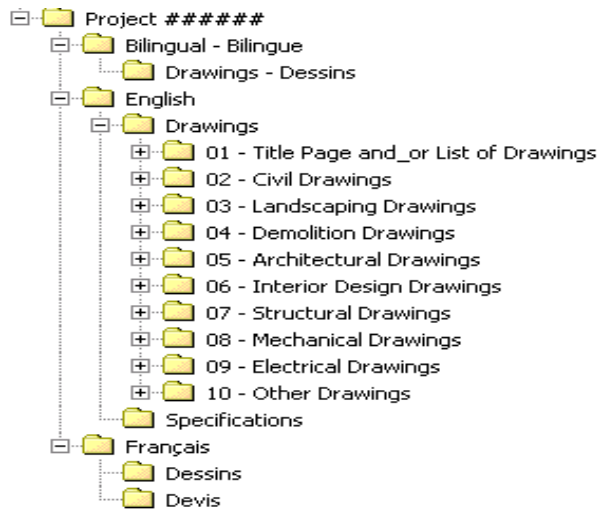 Project ######
Bilingual - Bilingue
Drawings - Dessins
English
Drawings
01 - Title Page and_or List of Drawings
02 - Civil Drawings
03 - Landscaping Drawings
04 - Demolition Drawings
05 - Architectural Drawings
06 - Interior Design Drawings
07 - Structural Drawings
08 - Mechanical Drawings
09 - Electrical Drawings
10 - Other Drawings
Specifications
Français
Dessins
Devis